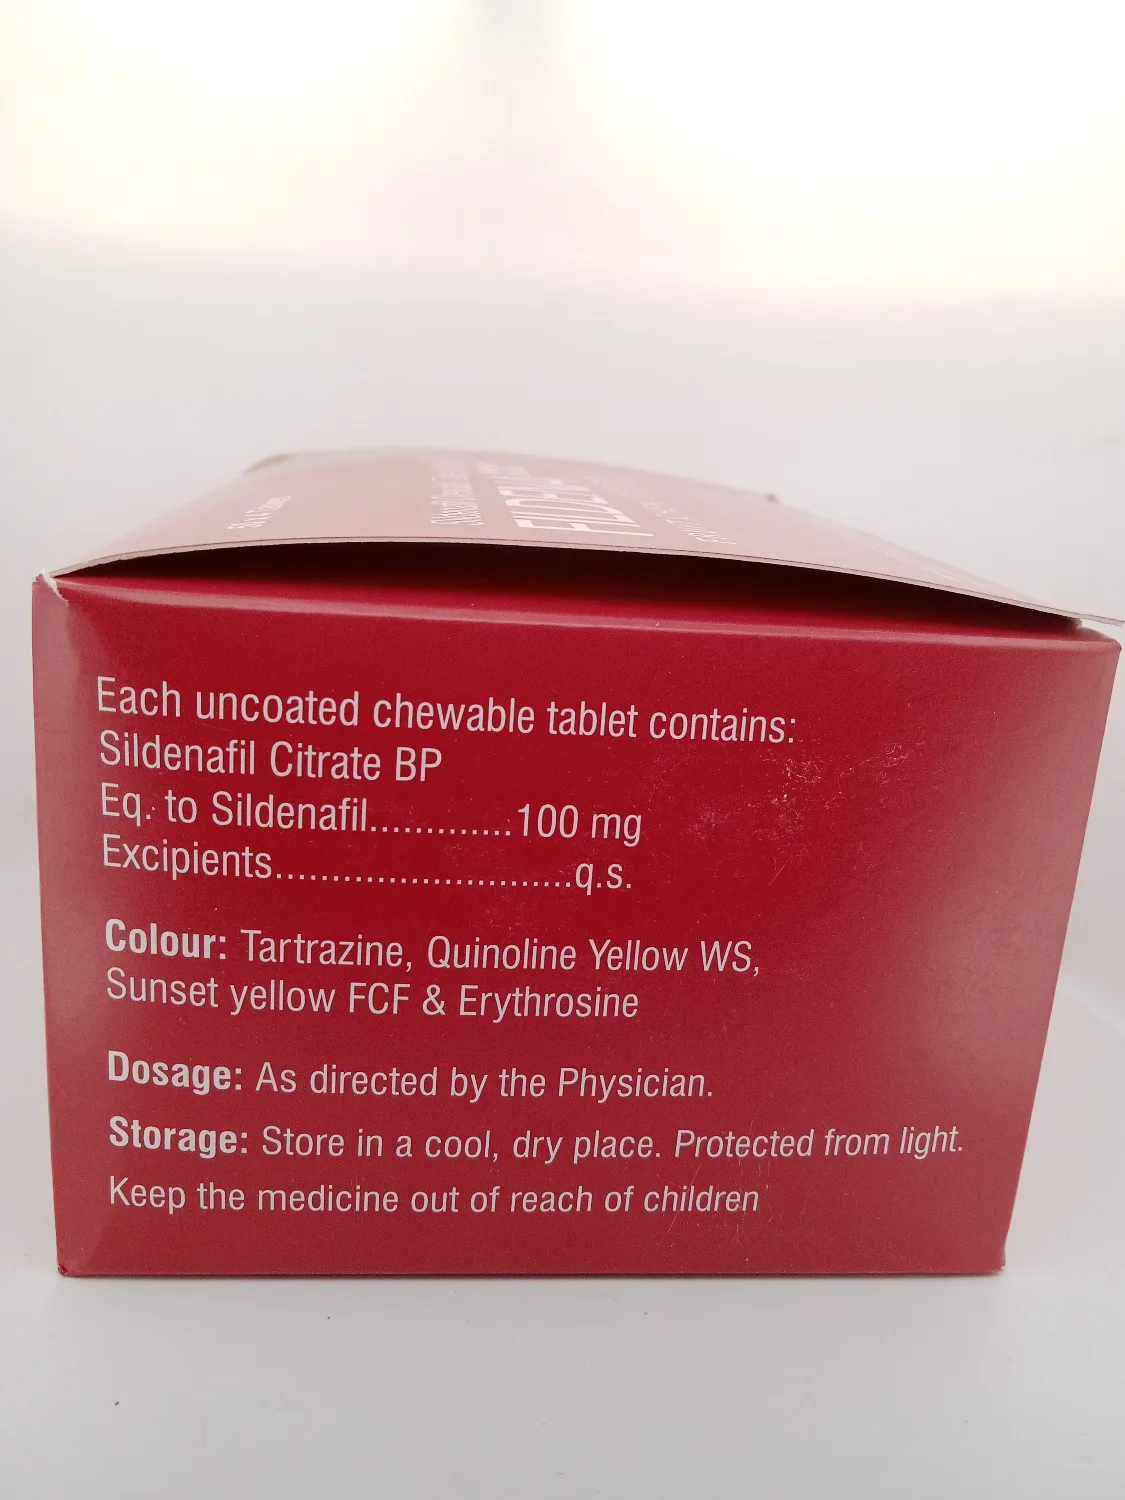 Each uncoated chewable tablet contains:
Sildenafil Citrate BP
Eq. to Sildenafil.............100 mg
Excipients...........................q.s.
Colour: Tartrazine, Quinoline Yellow WS,
Sunset yellow FCF & Erythrosine
Dosage: As directed by the Physician.
Storage: Store in a cool, dry place. Protected from light.
Keep the medicine out of reach of children